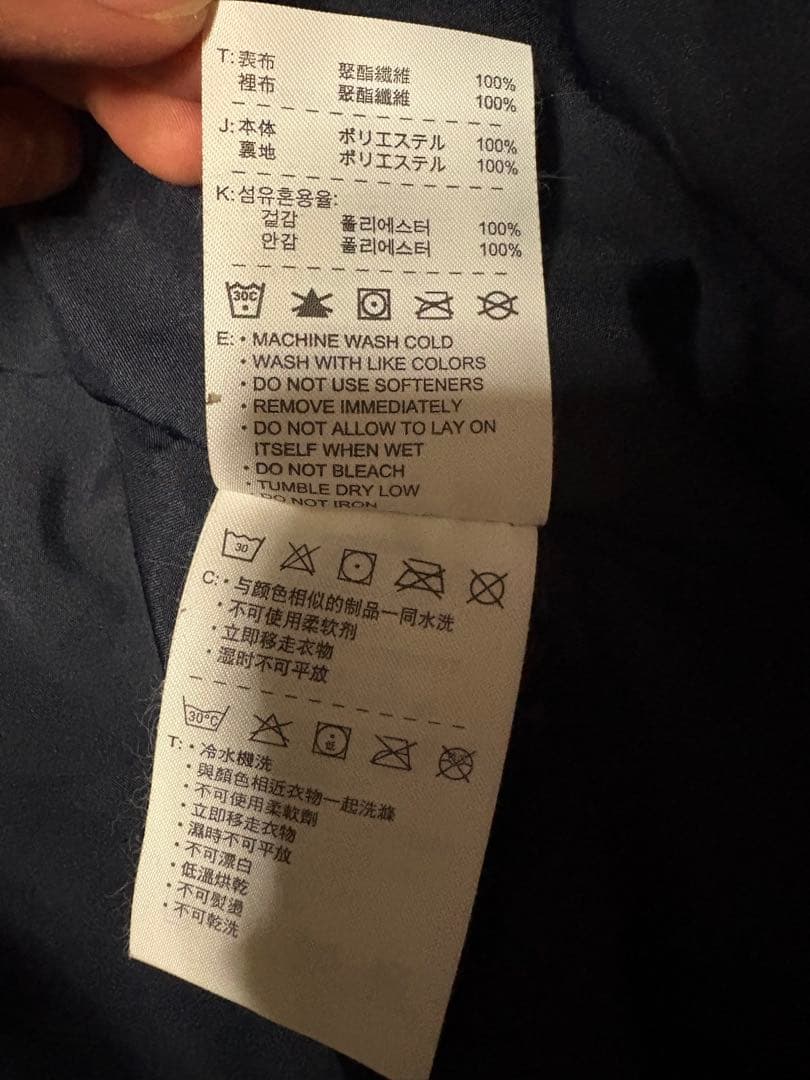 T: 表布 聚酯纖維 100%
裡布 聚酯纖維 100%
J: 本体 ポリエステル 100%
裏地 ポリエステル 100%
K: 섬유혼용율:
겉감 폴리에스터 100%
안감 폴리에스터 100%
30C
E: • MACHINE WASH COLD
• WASH WITH LIKE COLORS
• DO NOT USE SOFTENERS
• REMOVE IMMEDIATELY
• DO NOT ALLOW TO LAY ON
ITSELF WHEN WET
• DO NOT BLEACH
• TUMBLE DRY LOW
DO NOT IRON
30
C: • 与颜色相似的制品一同水洗
• 不可使用柔软剂
• 立即移走衣物
• 湿时不可平放
30°C 低
T: • 冷水機洗
• 與顏色相近衣物一起洗滌
• 不可使用柔軟劑
• 立即移走衣物
• 濕時不可平放
• 不可漂白
• 低溫烘乾
• 不可熨燙
• 不可乾洗